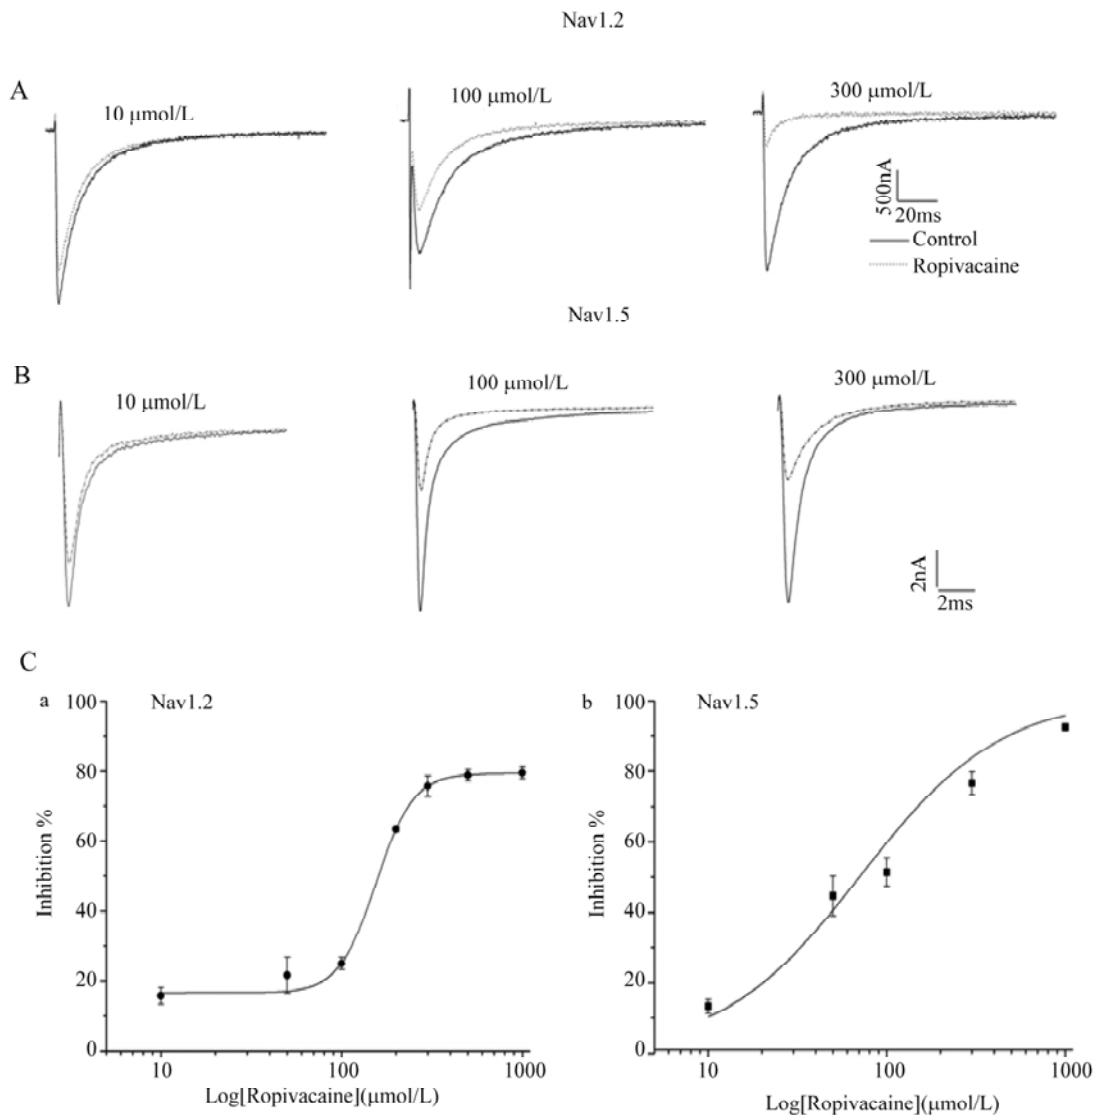 Nav1.2
A
10 μmol/L
100 μmol/L
300 μmol/L
500nA
20ms
Control
Ropivacaine
Nav1.5
B
10 μmol/L
100 μmol/L
300 μmol/L
2nA
2ms
C
a
Nav1.2
Inhibition %
100
80
60
40
20
0
10
100
1000
Log[Ropivacaine](μmol/L)
b
Nav1.5
Inhibition %
100
80
60
40
20
0
10
100
1000
Log[Ropivacaine](μmol/L)